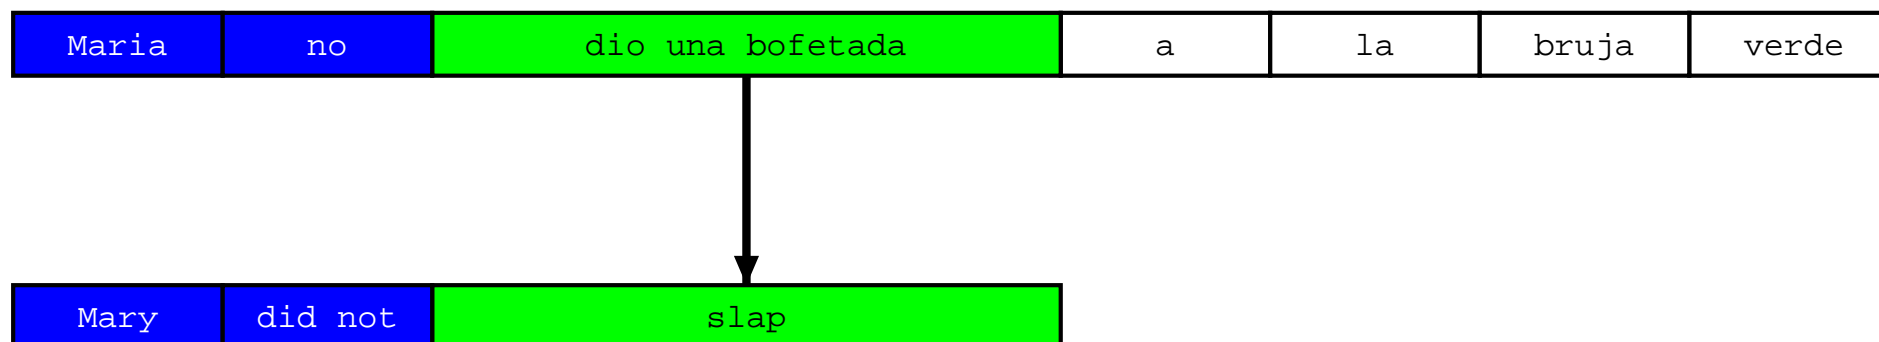 Maria no dio una bofetada a la bruja verde
Mary did not slap